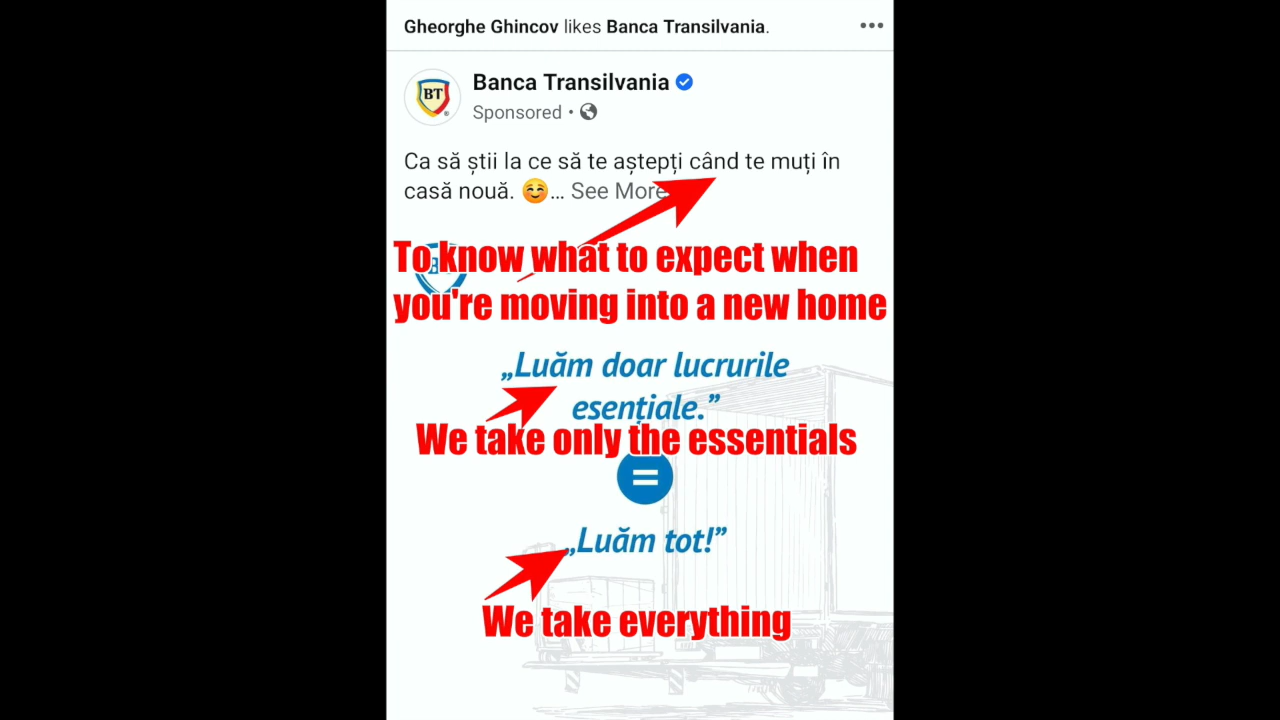 Gheorghe Ghincov likes Banca Transilvania.
BT
Banca Transilvania
Sponsored •
Ca să știi la ce să te aștepți când te muți în
casă nouă. 😊... See More
To know what to expect when
you're moving into a new home
„Luăm doar lucrurile
esențiale.”
We take only the essentials
=
„Luăm tot!”
We take everything